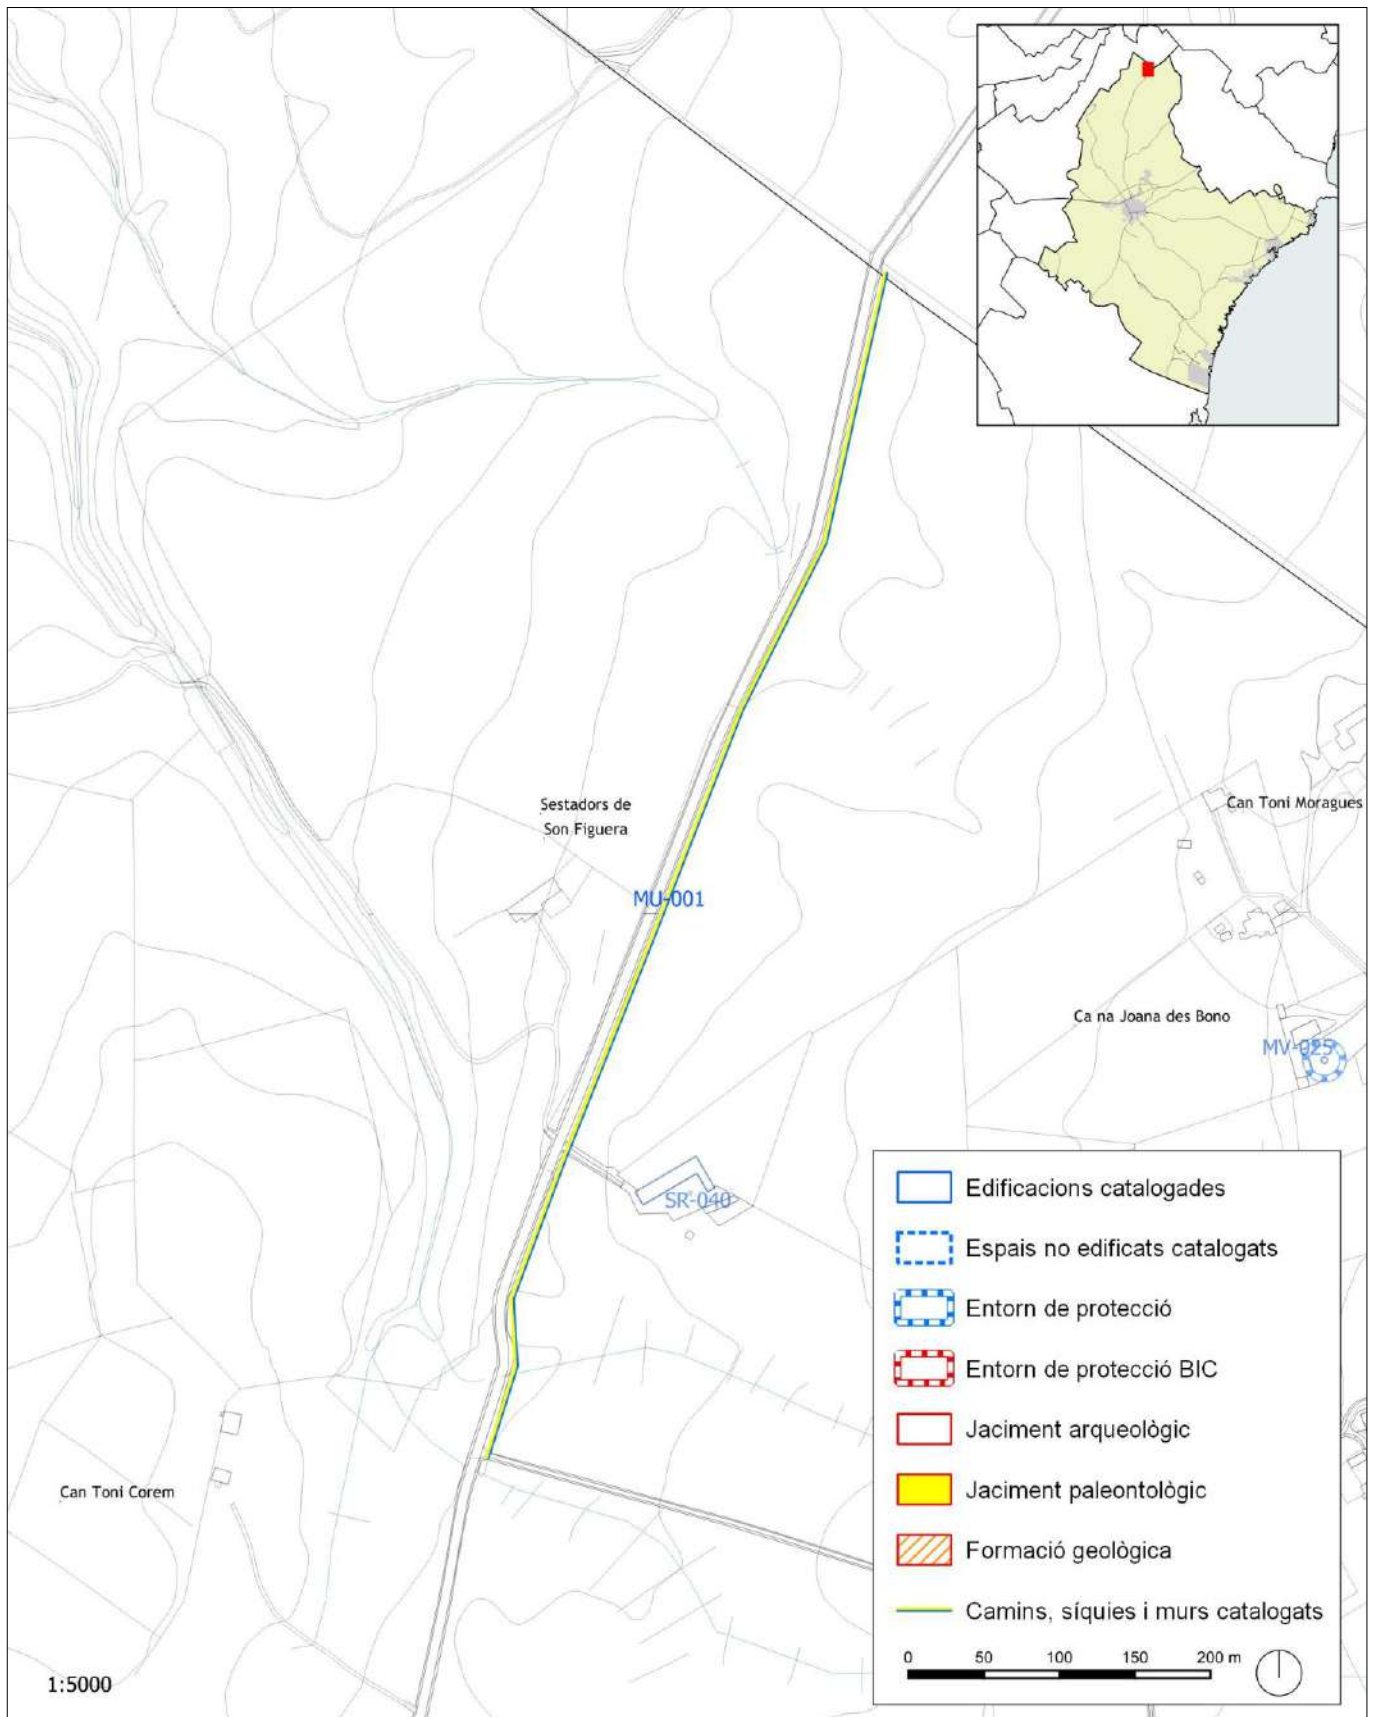 Sestadors de
Son Figuera
Can Toni Moragues
MU-001
Ca na Joana des Bono
MV-025
SR-040
Edificacions catalogades
Espais no edificats catalogats
Entorn de protecció
Entorn de protecció BIC
Jaciment arqueològic
Can Toni Corem
Jaciment paleontològic
Formació geològica
Camins, síquies i murs catalogats
0 50 100 150 200 m
1:5000